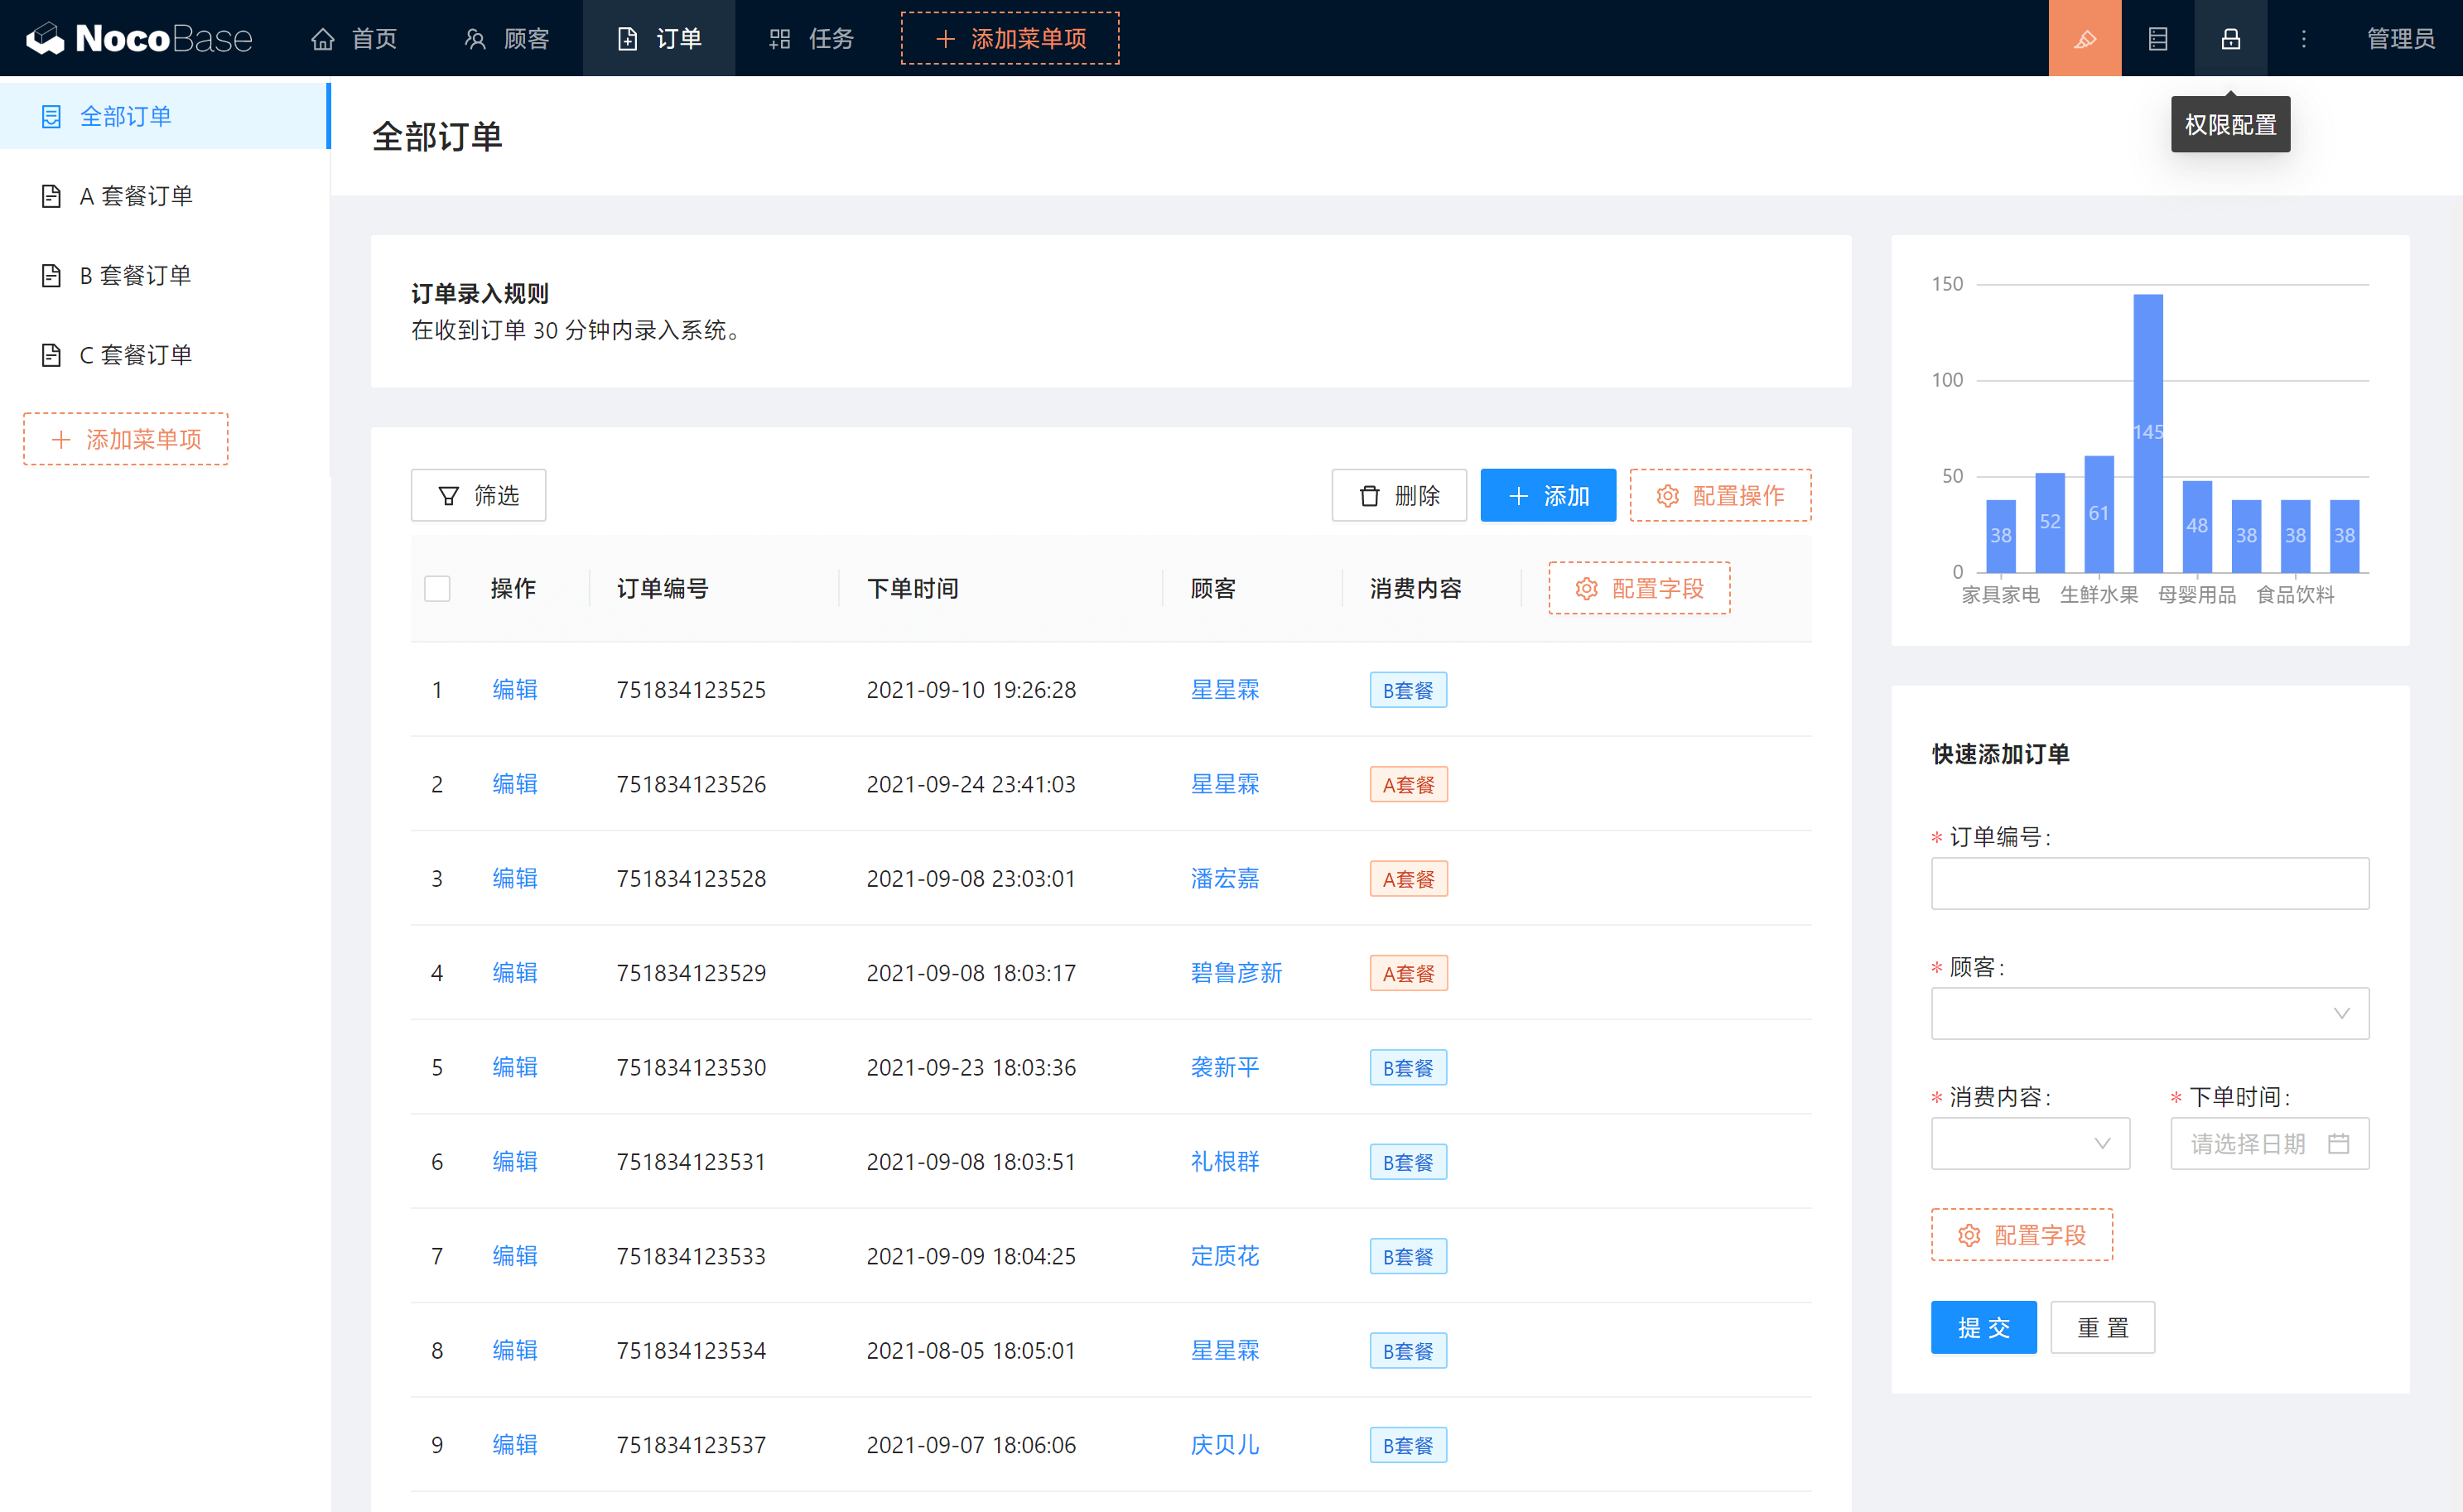 NocoBase
首页
顾客
订单
任务
添加菜单项
管理员
权限配置
全部订单
A 套餐订单
B 套餐订单
C 套餐订单
添加菜单项
全部订单
订单录入规则
在收到订单 30 分钟内录入系统。
筛选
删除
添加
配置操作
操作 订单编号 下单时间 顾客 消费内容 配置字段
1 编辑 751834123525 2021-09-10 19:26:28 星星霖 B套餐
2 编辑 751834123526 2021-09-24 23:41:03 星星霖 A套餐
3 编辑 751834123528 2021-09-08 23:03:01 潘宏嘉 A套餐
4 编辑 751834123529 2021-09-08 18:03:17 碧鲁彦新 A套餐
5 编辑 751834123530 2021-09-23 18:03:36 袭新平 B套餐
6 编辑 751834123531 2021-09-08 18:03:51 礼根群 B套餐
7 编辑 751834123533 2021-09-09 18:04:25 定质花 B套餐
8 编辑 751834123534 2021-08-05 18:05:01 星星霖 B套餐
9 编辑 751834123537 2021-09-07 18:06:06 庆贝儿 B套餐
150
100
50
0
38 52 61 145 48 38 38 38
家具家电 生鲜水果 母婴用品 食品饮料
快速添加订单
* 订单编号:
* 顾客:
* 消费内容: * 下单时间:
请选择日期
配置字段
提 交 重 置